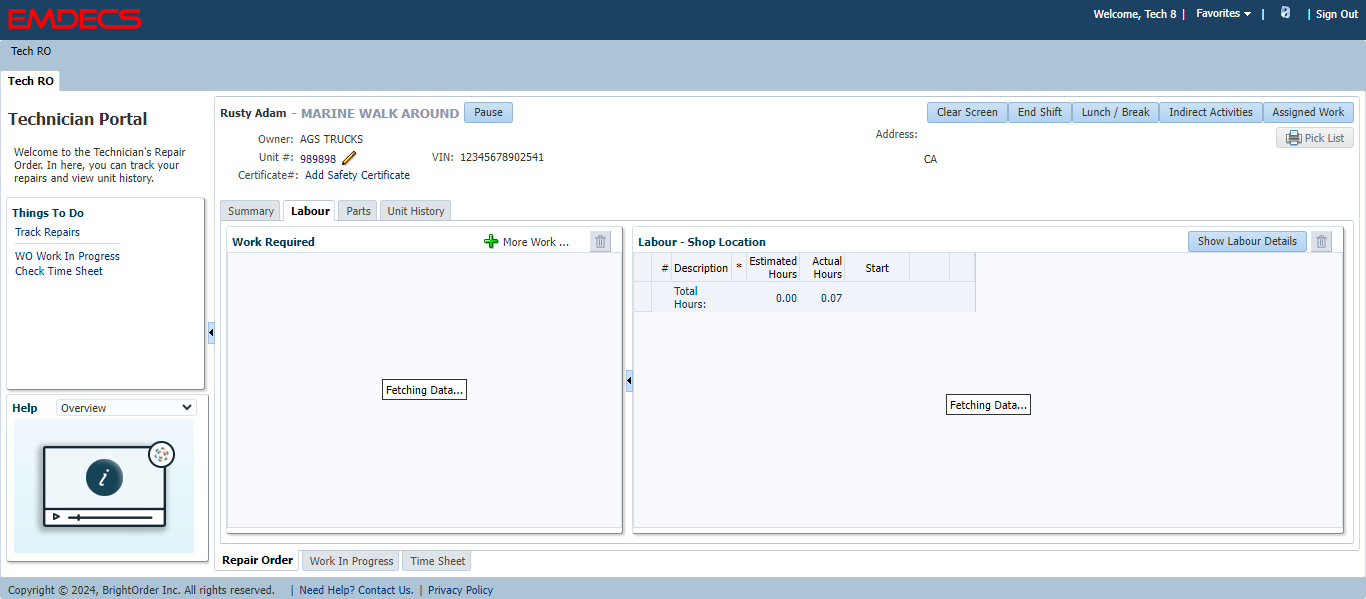 EMDECS
Welcome, Tech 8 | Favorites | | Sign Out
Tech RO
Tech RO
Technician Portal
Welcome to the Technician's Repair
Order. In here, you can track your
repairs and view unit history.
Things To Do
Track Repairs
WO Work In Progress
Check Time Sheet
Help Overview
i
Rusty Adam - MARINE WALK AROUND Pause
Clear Screen End Shift Lunch / Break Indirect Activities Assigned Work
Owner: AGS TRUCKS
Unit #: 989898 VIN: 12345678902541
Certificate#: Add Safety Certificate
Address:
CA
Pick List
Summary Labour Parts Unit History
Work Required More Work ...
Fetching Data...
Labour - Shop Location Show Labour Details
# Description * Estimated Hours Actual Hours Start
Total Hours: 0.00 0.07
Fetching Data...
Repair Order Work In Progress Time Sheet
Copyright © 2024, BrightOrder Inc. All rights reserved. | Need Help? Contact Us. | Privacy Policy